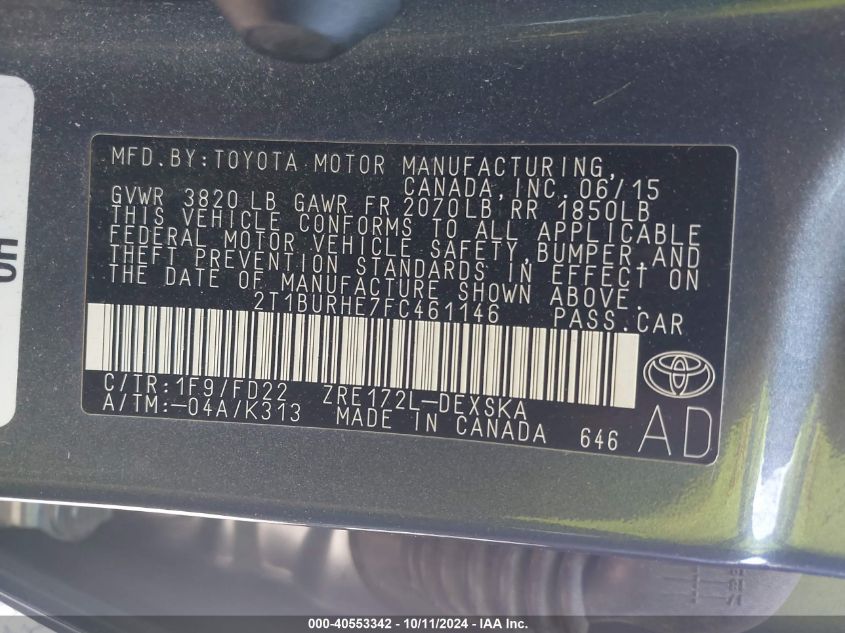 MFD.BY:TOYOTA MOTOR MANUFACTURING,
CANADA,INC.06/15
GVWR 3820LB GAWR FR 2070LB RR 1850LB
THIS VEHICLE CONFORMS TO ALL APPLICABLE
FEDERAL MOTOR VEHICLE SAFETY,BUMPER,AND
THEFT PREVENTION STANDARDS IN EFFECT ON
THE DATE OF MANUFACTURE SHOWN ABOVE.
2T1BURHE7FC461146 PASS.CAR
C/TR:1F9/FD22 ZRE172L-DEXSKA
A/TM:-04A/K313 MADE IN CANADA 646
AD
000-40553342 - 10/11/2024 - IAA Inc.